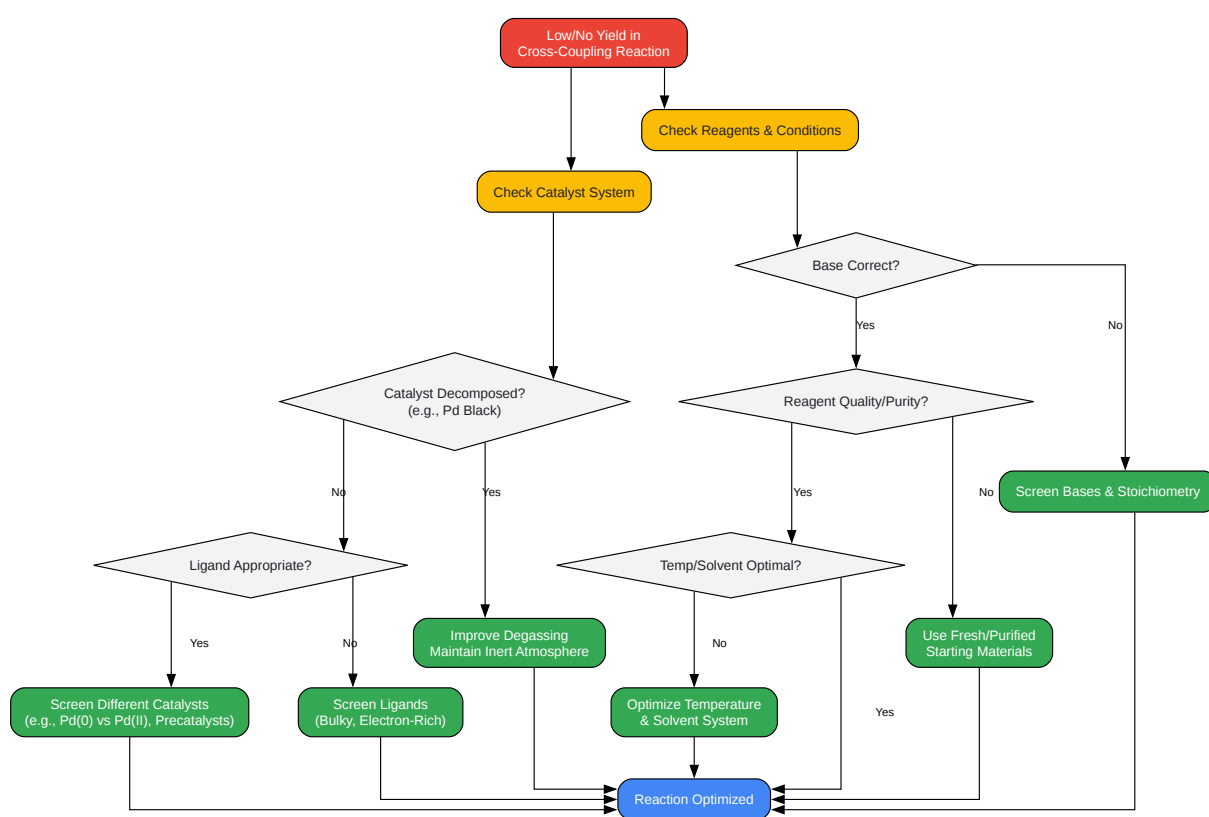 Low/No Yield in
Cross-Coupling Reaction
Check Reagents & Conditions
Check Catalyst System
Base Correct?
Yes
No
Catalyst Decomposed?
(e.g., Pd Black)
Reagent Quality/Purity?
No
Yes
Yes
No
Screen Bases & Stoichiometry
Ligand Appropriate?
Temp/Solvent Optimal?
Yes
No
Improve Degassing
Maintain Inert Atmosphere
No
Use Fresh/Purified
Starting Materials
Screen Different Catalysts
(e.g., Pd(0) vs Pd(II), Precatalysts)
Screen Ligands
(Bulky, Electron-Rich)
Optimize Temperature
& Solvent System
Yes
Reaction Optimized